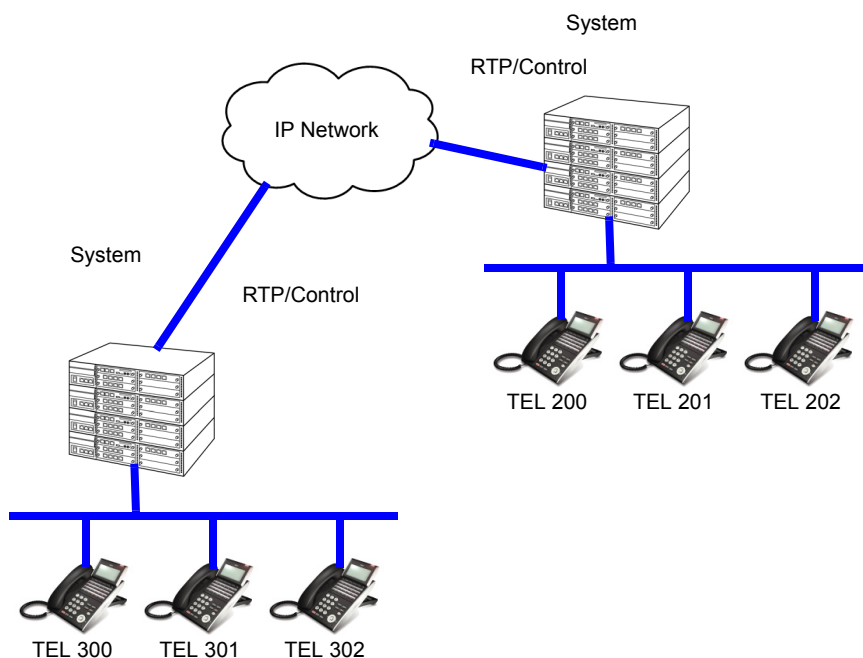 System
RTP/Control
IP Network
System
RTP/Control
TEL 200 TEL 201 TEL 202
TEL 300 TEL 301 TEL 302